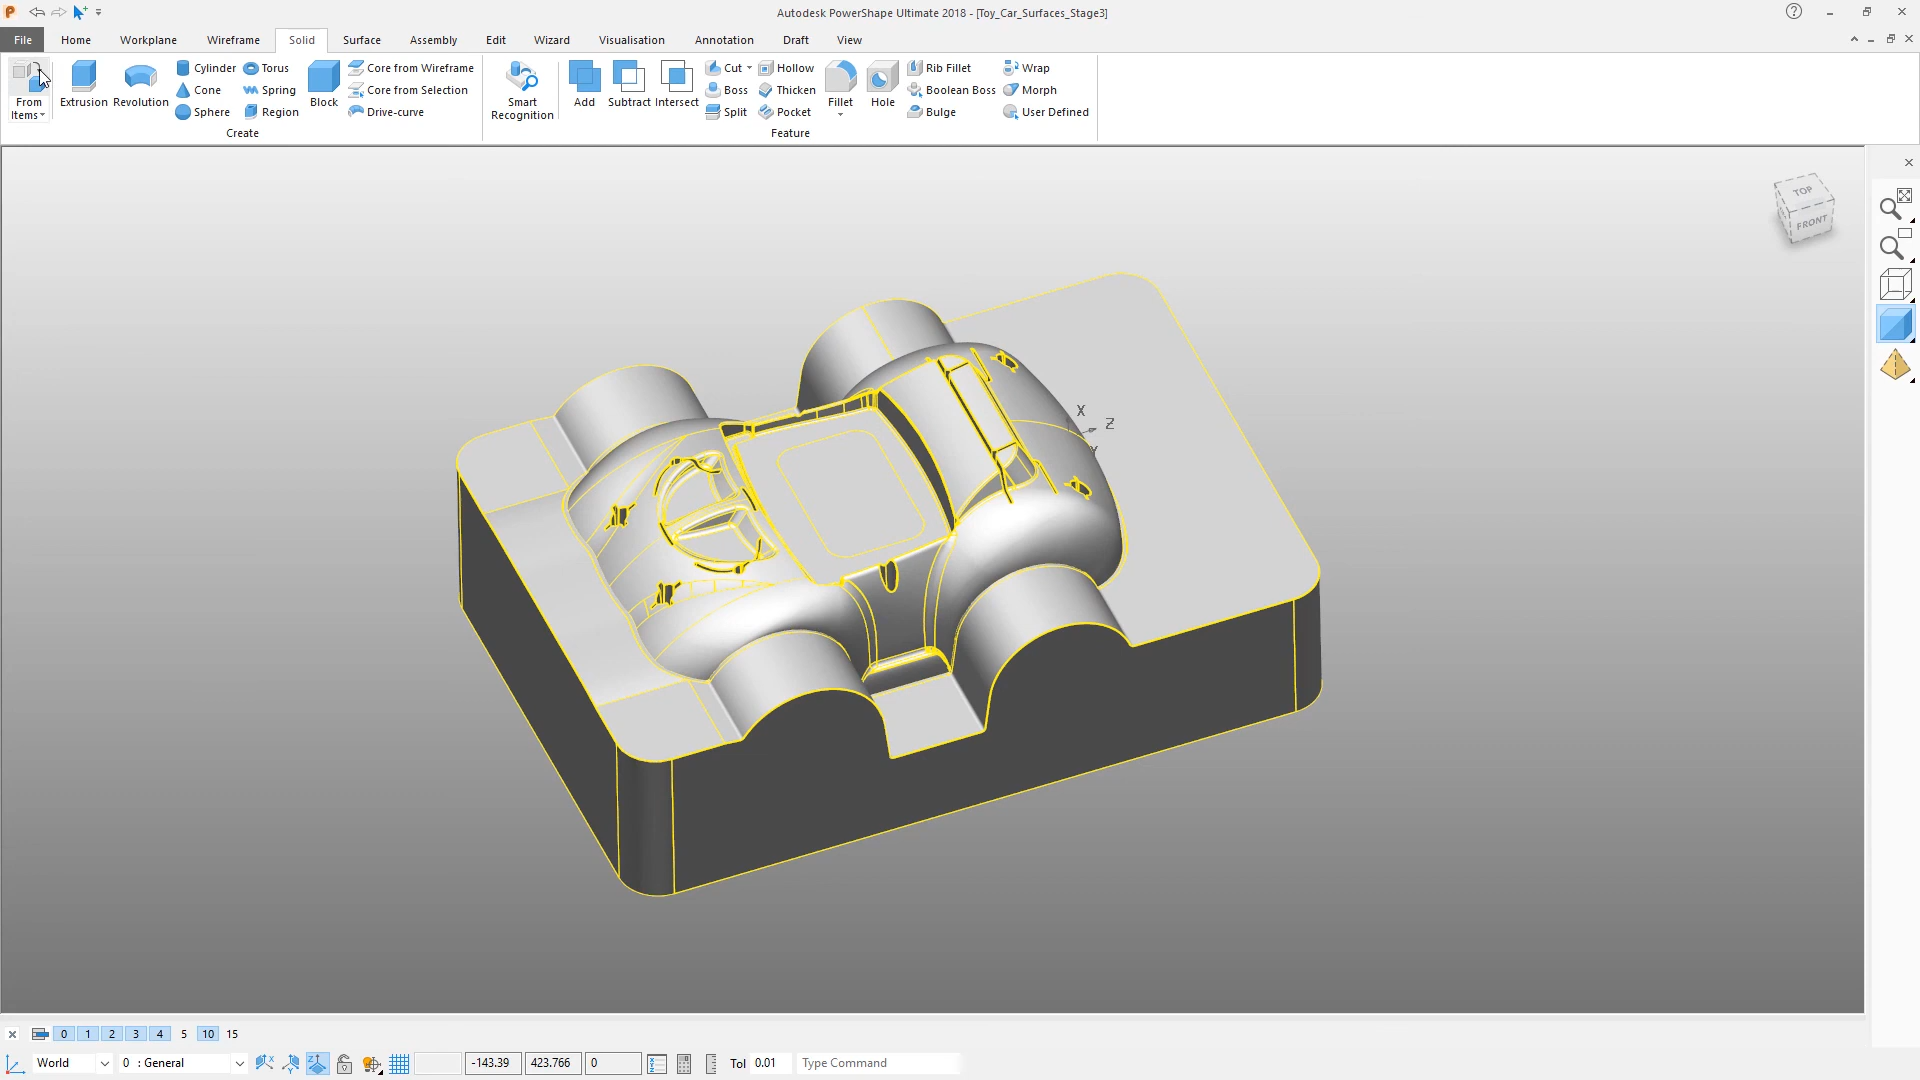 Autodesk PowerShape Ultimate 2018 - [Toy_Car_Surfaces_Stage3]
File Home Workplane Wireframe Solid Surface Assembly Edit Wizard Visualisation Annotation Draft View
From Items
Extrusion
Revolution
Cylinder
Cone
Sphere
Torus
Spring
Region
Block
Core from Wireframe
Core from Selection
Drive-curve
Create
Smart Recognition
Add
Subtract
Intersect
Cut
Boss
Split
Hollow
Thicken
Pocket
Fillet
Hole
Rib Fillet
Boolean Boss
Bulge
Wrap
Morph
User Defined
Feature
TOP
FRONT
X
Z
Y
0 1 2 3 4 5 10 15
World 0 : General -143.39 423.766 0 Tol 0.01 Type Command